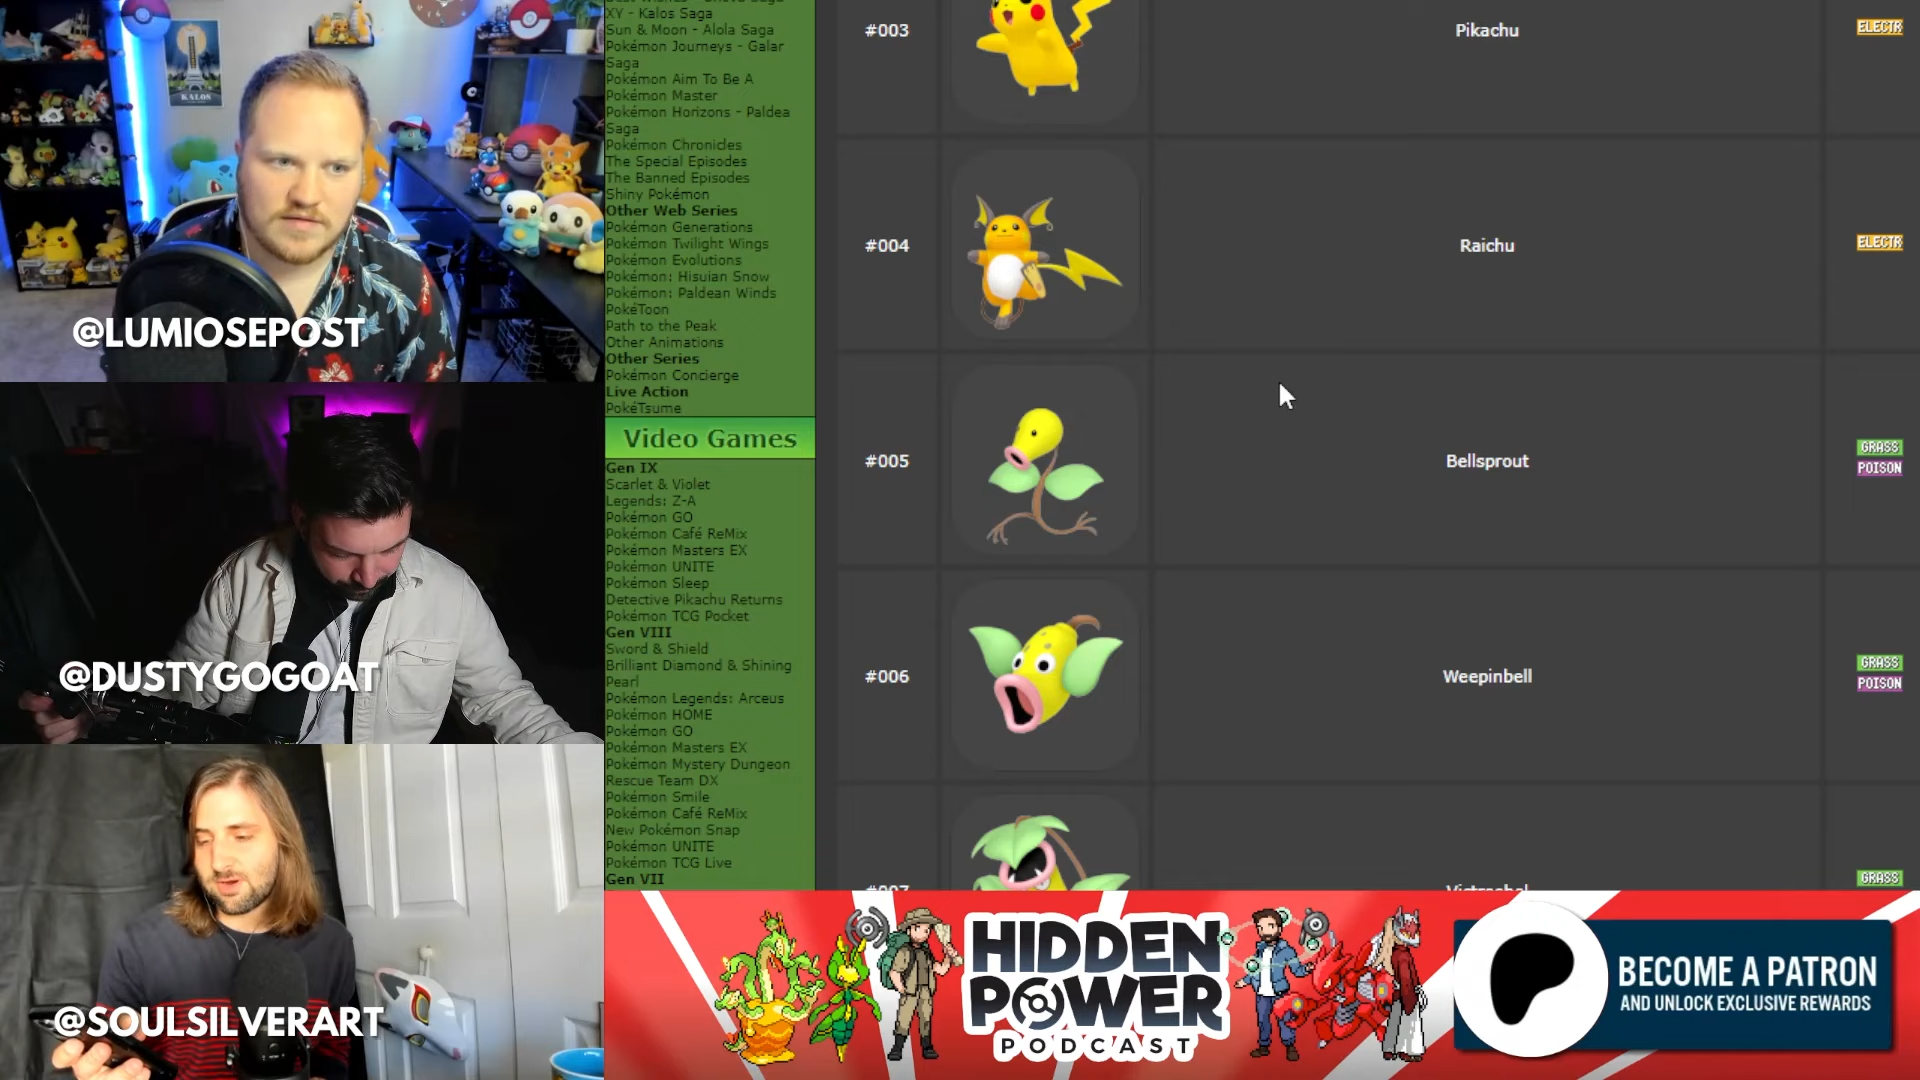 KALOS
@LUMIOSEPOST
@DUSTYGOGOAT
@SOULSILVERART
XY - Kalos Saga
Sun & Moon - Alola Saga
Pokémon Journeys - Galar
Saga
Pokémon Aim To Be A
Pokémon Master
Pokémon Horizons - Paldea
Saga
Pokémon Chronicles
The Special Episodes
The Banned Episodes
Shiny Pokémon
Other Web Series
Pokémon Generations
Pokémon Twilight Wings
Pokémon Evolutions
Pokémon: Hisuian Snow
Pokémon: Paldean Winds
PokéToon
Path to the Peak
Other Animations
Other Series
Pokémon Concierge
Live Action
PokéTsume
Video Games
Gen IX
Scarlet & Violet
Legends: Z-A
Pokémon GO
Pokémon Café ReMix
Pokémon Masters EX
Pokémon UNITE
Pokémon Sleep
Detective Pikachu Returns
Pokémon TCG Pocket
Gen VIII
Sword & Shield
Brilliant Diamond & Shining
Pearl
Pokémon Legends: Arceus
Pokémon HOME
Pokémon GO
Pokémon Masters EX
Pokémon Mystery Dungeon
Rescue Team DX
Pokémon Smile
Pokémon Café ReMix
New Pokémon Snap
Pokémon UNITE
Pokémon TCG Live
Gen VII
#003 Pikachu ELECTR
#004 Raichu ELECTR
#005 Bellsprout GRASS
POISON
#006 Weepinbell GRASS
POISON
GRASS
HIDDEN
POWER
PODCAST
BECOME A PATRON
AND UNLOCK EXCLUSIVE REWARDS